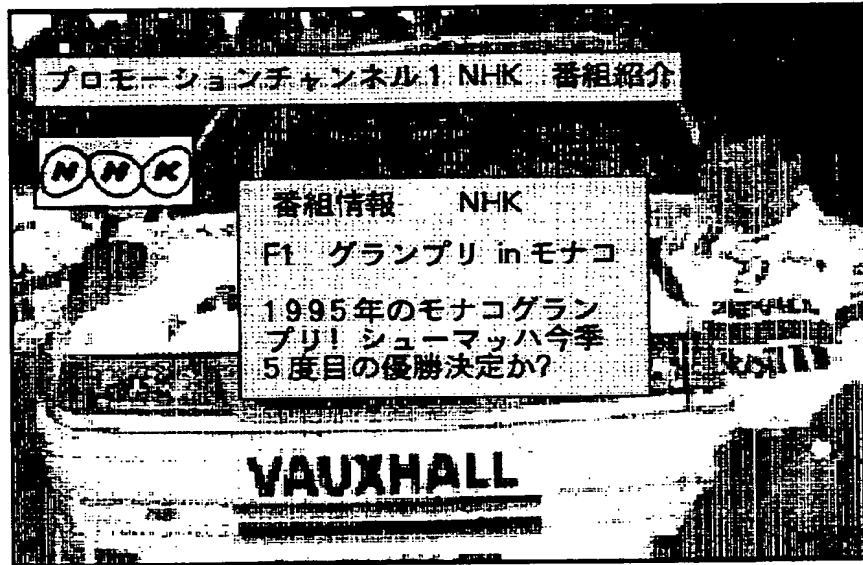 プロモーションチャンネル1 NHK 番組紹介
NHK
番組情報 NHK
F1 グランプリ in モナコ
1995年のモナコグラン
プリ! シューマッハ今季
5度目の優勝決定か?
VAUXHALL